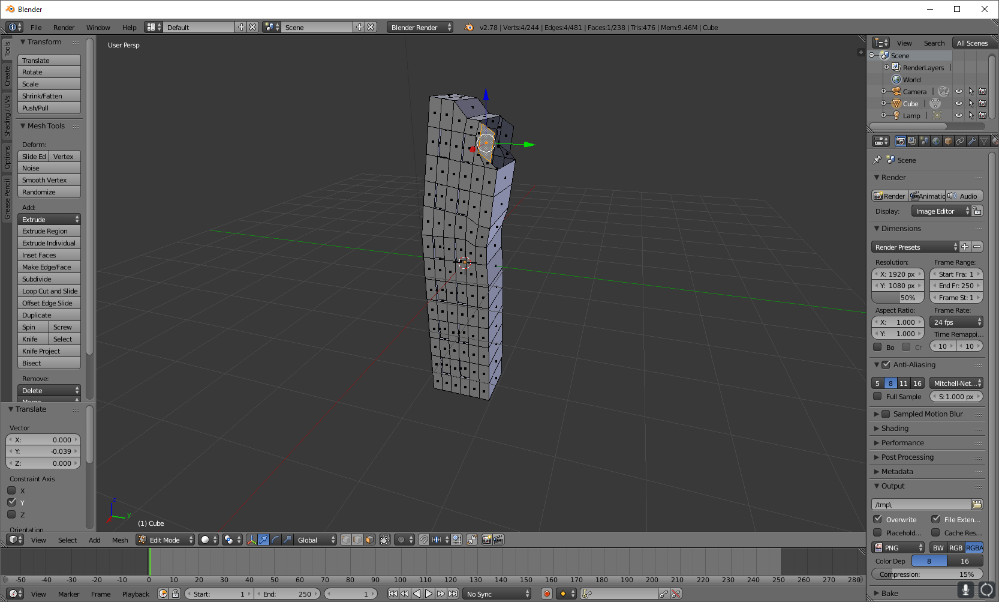 Blender
File Render Window Help Default Scene Blender Render v2.78 | Verts:4/244 | Edges:4/481 | Faces:1/238 | Tris:476 | Mem:9.46M | Cube
Tools
Create
Shading / UVs
Options
Grease Pencil
Transform
Translate
Rotate
Scale
Shrink/Fatten
Push/Pull
Mesh Tools
Deform:
Slide Ed Vertex
Noise
Smooth Vertex
Randomize
Add:
Extrude
Extrude Region
Extrude Individual
Inset Faces
Make Edge/Face
Subdivide
Loop Cut and Slide
Offset Edge Slide
Duplicate
Spin Screw
Knife Select
Knife Project
Bisect
Remove:
Delete
Merge
Translate
Vector
X: 0.000
Y: -0.039
Z: 0.000
Constraint Axis
X
Y
Z
Orientation
User Persp
z
y
(1) Cube
View Select Add Mesh Edit Mode Global
-50 -40 -30 -20 -10 0 10 20 30 40 50 60 70 80 90 100 110 120 130 140 150 160 170 180 190 200 210 220 230 240 250 260 270 280
View Marker Frame Playback Start: 1 End: 250 1 No Sync
View Search All Scenes
Scene
RenderLayers
World
Camera
Cube
Lamp
Scene
Render
Render Animatic Audio
Display: Image Editor
Dimensions
Render Presets
Resolution: Frame Range:
X: 1920 px Start Fra: 1
Y: 1080 px End Fr: 250
50% Frame St: 1
Aspect Ratio: Frame Rate:
X: 1.000 24 fps
Y: 1.000 Time Remappi...
Bo Cr 10 10
Anti-Aliasing
5 8 11 16 Mitchell-Net...
Full Sample S:1.000 px
Sampled Motion Blur
Shading
Performance
Post Processing
Metadata
Output
/tmp\
Overwrite File Exten...
Placehold... Cache Res...
PNG BW RGB RGBA
Color Dep 8 16
Compression: 15%
Bake